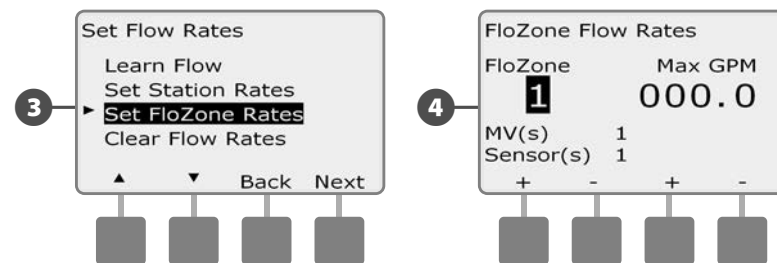 3
Set Flow Rates
Learn Flow
Set Station Rates
► Set FloZone Rates
Clear Flow Rates
▲ ▼ Back Next
4
FloZone Flow Rates
FloZone Max GPM
1 000.0
MV(s) 1
Sensor(s) 1
+ - + -